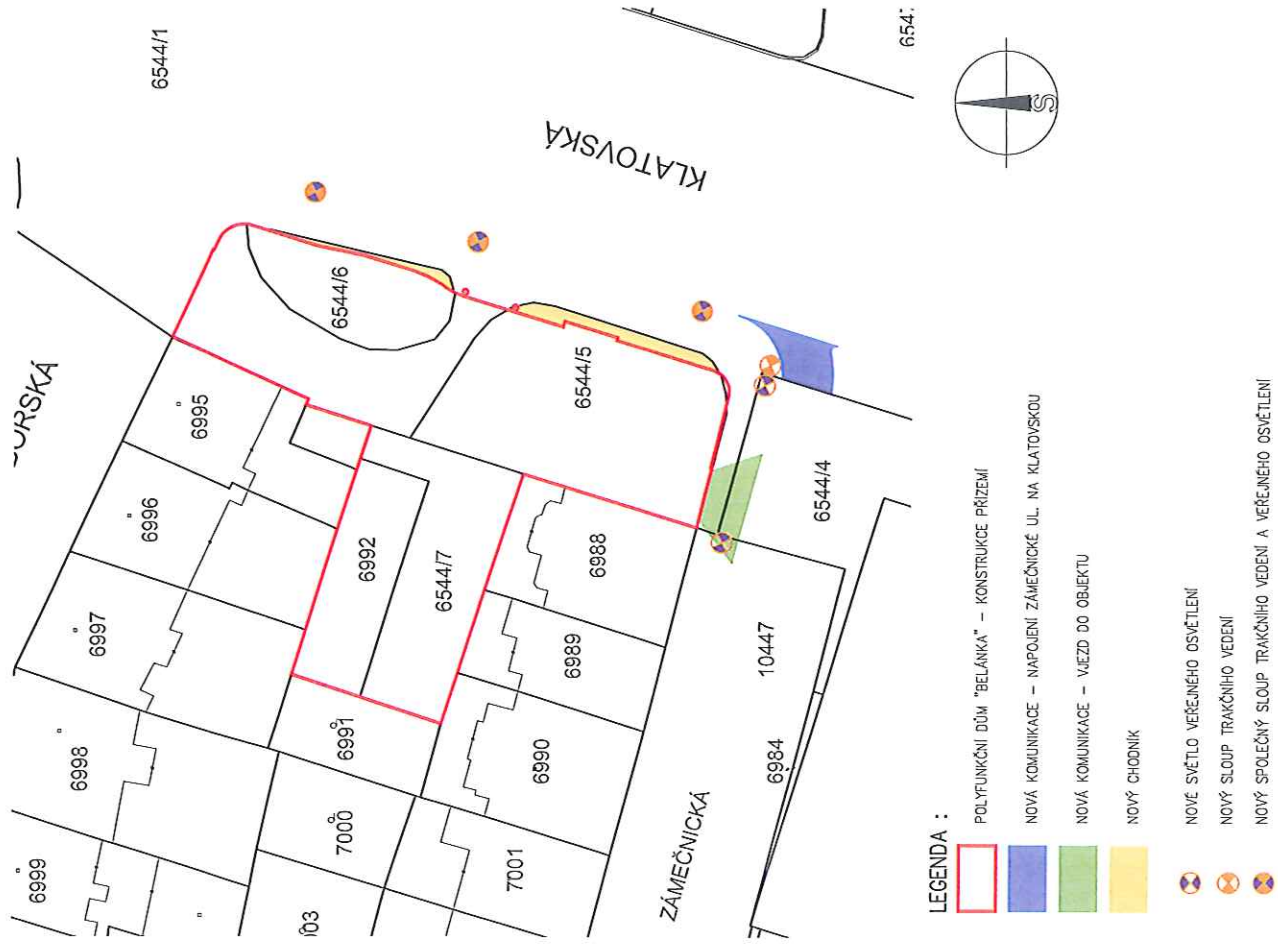 6544/1
6547
KLATOVSKÁ
6544/6
6995
6996
6997
6998
6999
6992
6544/5
6544/7
6988
6989
6544/4
6991
6990
7000
7001
003
10447
6984
ZÁMEČNICKÁ
S
LEGENDA :
POLYFUNKČNÍ DŮM "BELÁNKA" – KONSTRUKCE PŘÍZEMÍ
NOVÁ KOMUNIKACE – NAPOJENÍ ZÁMEČNICKÉ UL. NA KLATOVSKOU
NOVÁ KOMUNIKACE – VJEZD DO OBJEKTU
NOVÝ CHODNÍK
NOVÉ SVĚTLO VEŘEJNÉHO OSVĚTLENÍ
NOVÝ SLOUP TRAKČNÍHO VEDENÍ
NOVÝ SPOLEČNÝ SLOUP TRAKČNÍHO VEDENÍ A VEŘEJNÉHO OSVĚTLENÍ